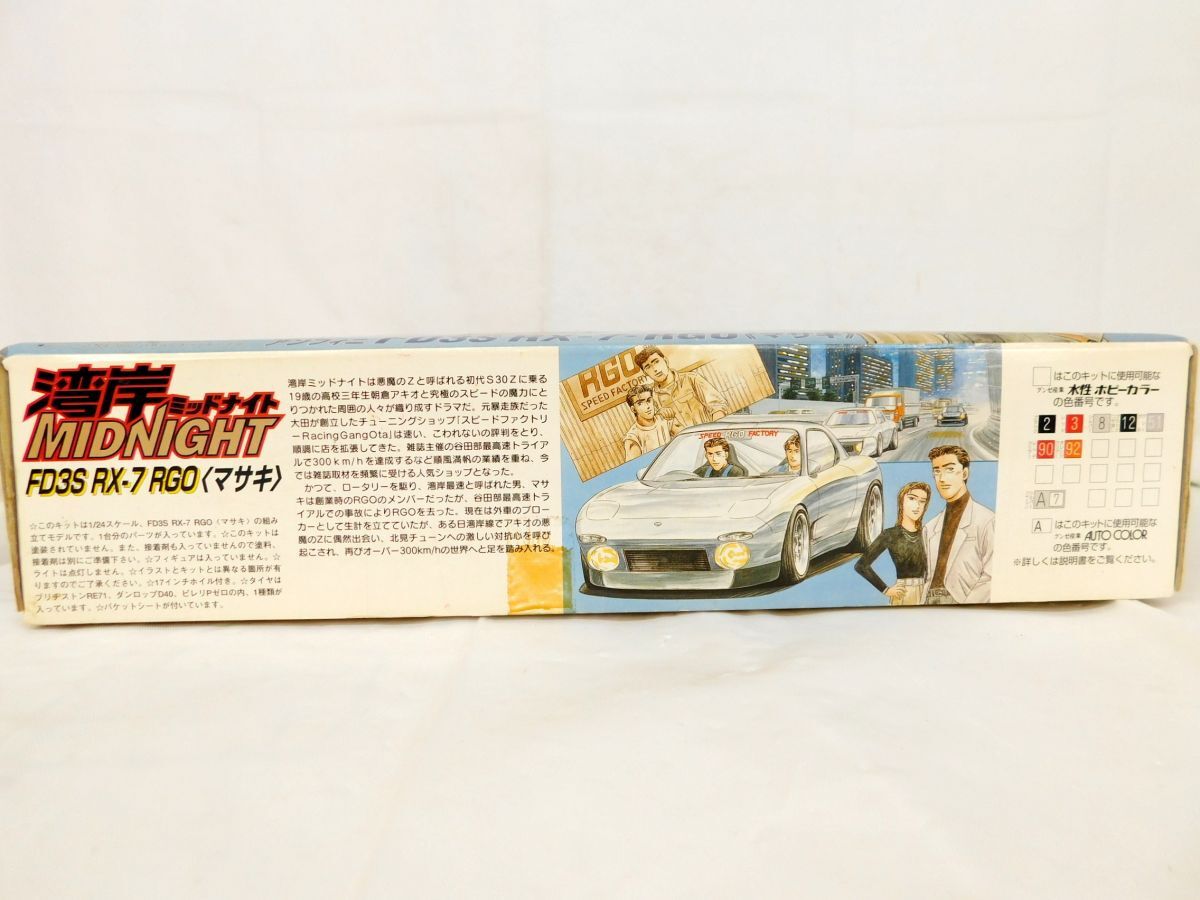 FD3S RX-7 RGO《マサキ》
湾岸
ミッドナイト
MIDNIGHT
FD3S RX-7 RGO〈マサキ〉
☆このキットは1/24スケール、FD3S RX-7 RGO〈マサキ〉の組み
立てモデルです。1台分のパーツが入っています。☆このキットは
塗装されていません。また、接着剤も入っていませんので塗料、
接着剤は別にご準備下さい。☆フィギュアは入っていません。☆
ライトは点灯しません。☆イラストとキットとは異なる箇所が有
りますのでご了承ください。☆17インチホイル付き。☆タイヤは
ブリヂストンRE71、ダンロップD40、ピレリPゼロの内、1種類が
入っています。☆バケットシートが付いています。
湾岸ミッドナイトは悪魔のZと呼ばれる初代S30Zに乗る
19歳の高校三年生朝倉アキオと究極のスピードの魔力にと
りつかれた周囲の人々が織り成すドラマだ。元暴走族だった
大田が創立したチューニングショップ「スピードファクトリ
ーRacingGangOta」は速い、こわれないの評判をとり、
順調に店を拡張してきた。雑誌主催の谷田部最高速トライア
ルで300km/hを達成するなど順風満帆の業績を重ね、今
では雑誌取材を頻繁に受ける人気ショップとなった。
かつて、ロータリーを駆り、湾岸最速と呼ばれた男、マサ
キは創業時のRGOのメンバーだったが、谷田部最高速トラ
イアルでの事故によりRGOを去った。現在は外車のブロー
カーとして生計を立てていたが、ある日湾岸線でアキオの悪
魔のZに偶然出会い、北見チューンへの激しい対抗心を呼び
起こされ、再びオーバー300km/hの世界へと足を踏み入れる。
RGO
SPEED FACTORY
SPEED RGO FACTORY
はこのキットに使用可能な
グンゼ産業 水性ホビーカラー
の色番号です。
2 3 8 12 51
90 92
A 7
A はこのキットに使用可能な
グンゼ産業 AUTO COLOR
の色番号です。
※詳しくは説明書をご覧ください。